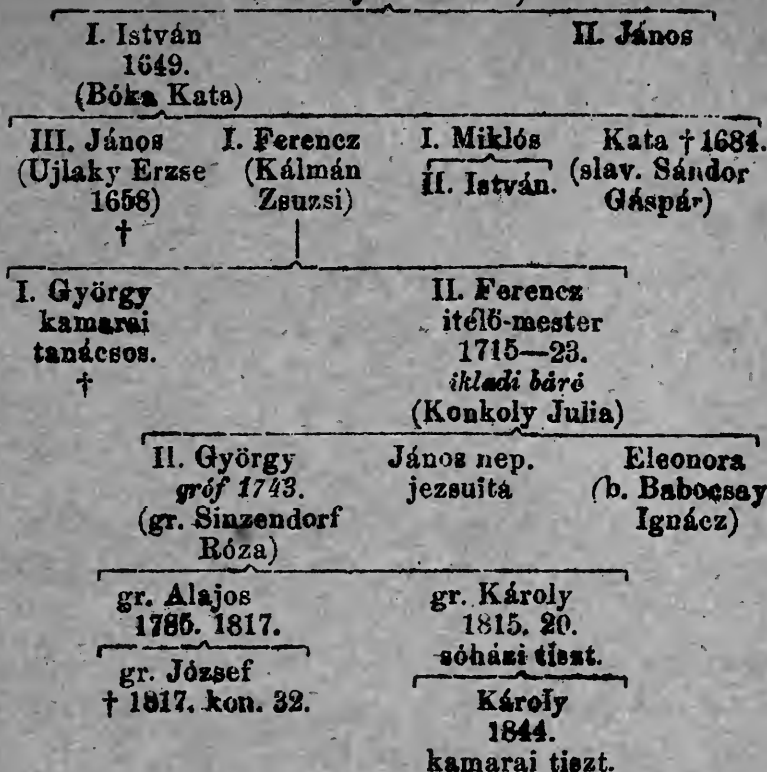 I. István II. János
1649.
(Bóka Kata)
III. János I. Ferencz I. Miklós Kata † 1684.
(Ujlaky Erzse (Kálmán II. István. (slav. Sándor
1658) Zsuzsi) Gáspár)
†
I. György II. Ferencz
kamarai itélő-mester
tanácsos. 1715—23.
† ikladi báró
(Konkoly Julia)
II. György János nep. Eleonora
gróf 1743. jezsuita (b. Babocsay
(gr. Sinzendorf Ignácz)
Róza)
gr. Alajos gr. Károly
1785. 1817. 1815. 20.
sóházi tiszt.
gr. József
† 1817. kon. 32. Károly
1844.
kamarai tiszt.